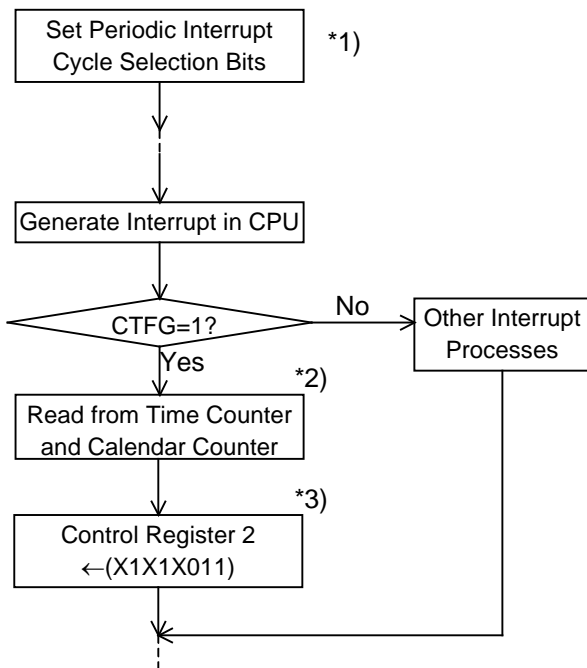 Set Periodic Interrupt
Cycle Selection Bits
*1)
Generate Interrupt in CPU
CTFG=1?
No
Other Interrupt
Processes
Yes
*2)
Read from Time Counter
and Calendar Counter
*3)
Control Register 2
←(X1X1X011)